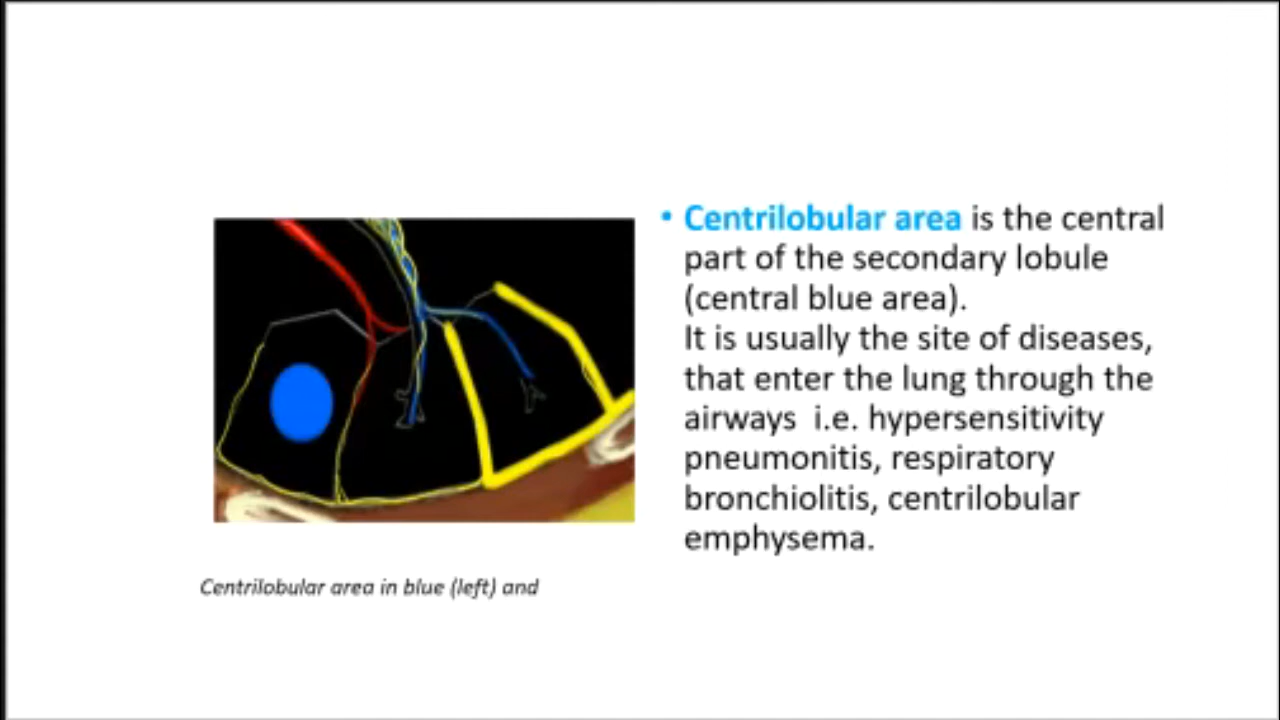 • Centrilobular area is the central
part of the secondary lobule
(central blue area).
It is usually the site of diseases,
that enter the lung through the
airways i.e. hypersensitivity
pneumonitis, respiratory
bronchiolitis, centrilobular
emphysema.
Centrilobular area in blue (left) and